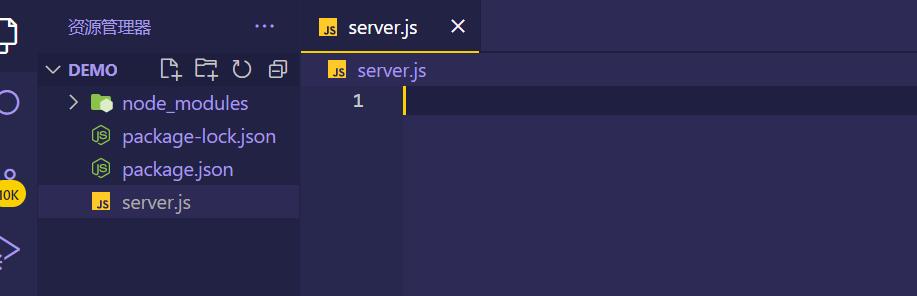 资源管理器 ···
DEMO
node_modules
package-lock.json
package.json
JS server.js
JS server.js
JS server.js
1